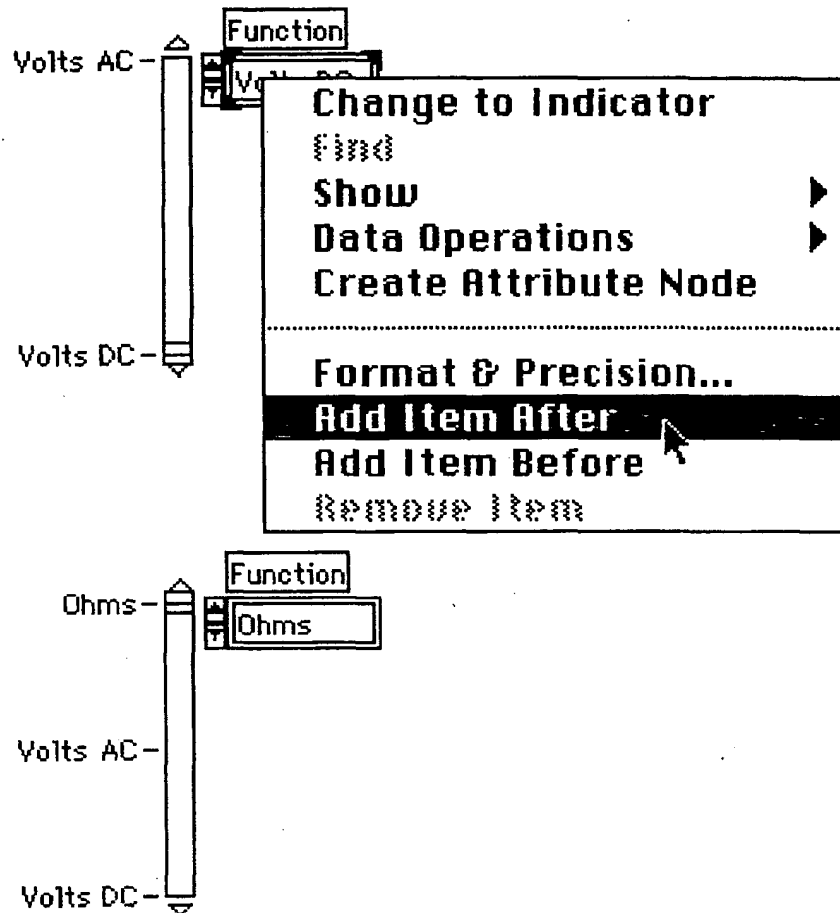 Function
Volts AC
Change to Indicator
Find
Show
Data Operations
Create Attribute Node
Volts DC
Format & Precision...
Add Item After
Add Item Before
Remove Item
Function
Ohms
Ohms
Volts AC
Volts DC